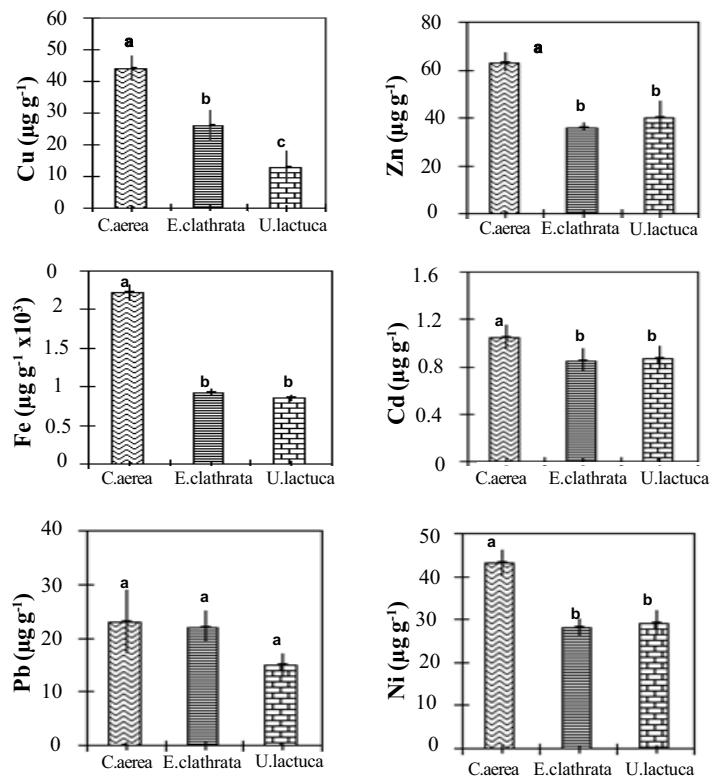 60
50
40
30
20
10
0
Cu (µg g-1)
a
b
c
C.aerea E.clathrata U.lactuca
80
60
40
20
0
Zn (µg g-1)
a
b
b
C.aerea E.clathrata U.lactuca
0
2
1.5
1
0.5
0
Fe (µg g-1 x10³)
a
b
b
C.aerea E.clathrata U.lactuca
1.6
1.2
0.8
0.4
0
Cd (µg g-1)
a
b
b
C.aerea E.clathrata U.lactuca
40
30
20
10
0
Pb (µg g-1)
a
a
a
C.aerea E.clathrata U.lactuca
50
40
30
30
10
0
Ni (µg g-1)
a
b
b
C.aerea E.clathrata U.lactuca